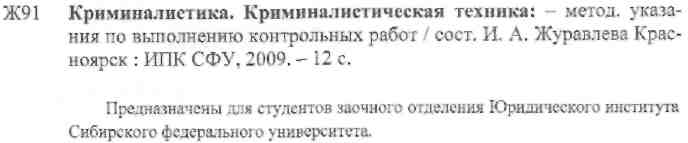 Ж91 Криминалистика. Криминалистическая техника: – метод. указа-
ния по выполнению контрольных работ / сост. И. А. Журавлева Крас-
ноярск : ИПК СФУ, 2009. – 12 с.
Предназначены для студентов заочного отделения Юридического института
Сибирского федерального университета.